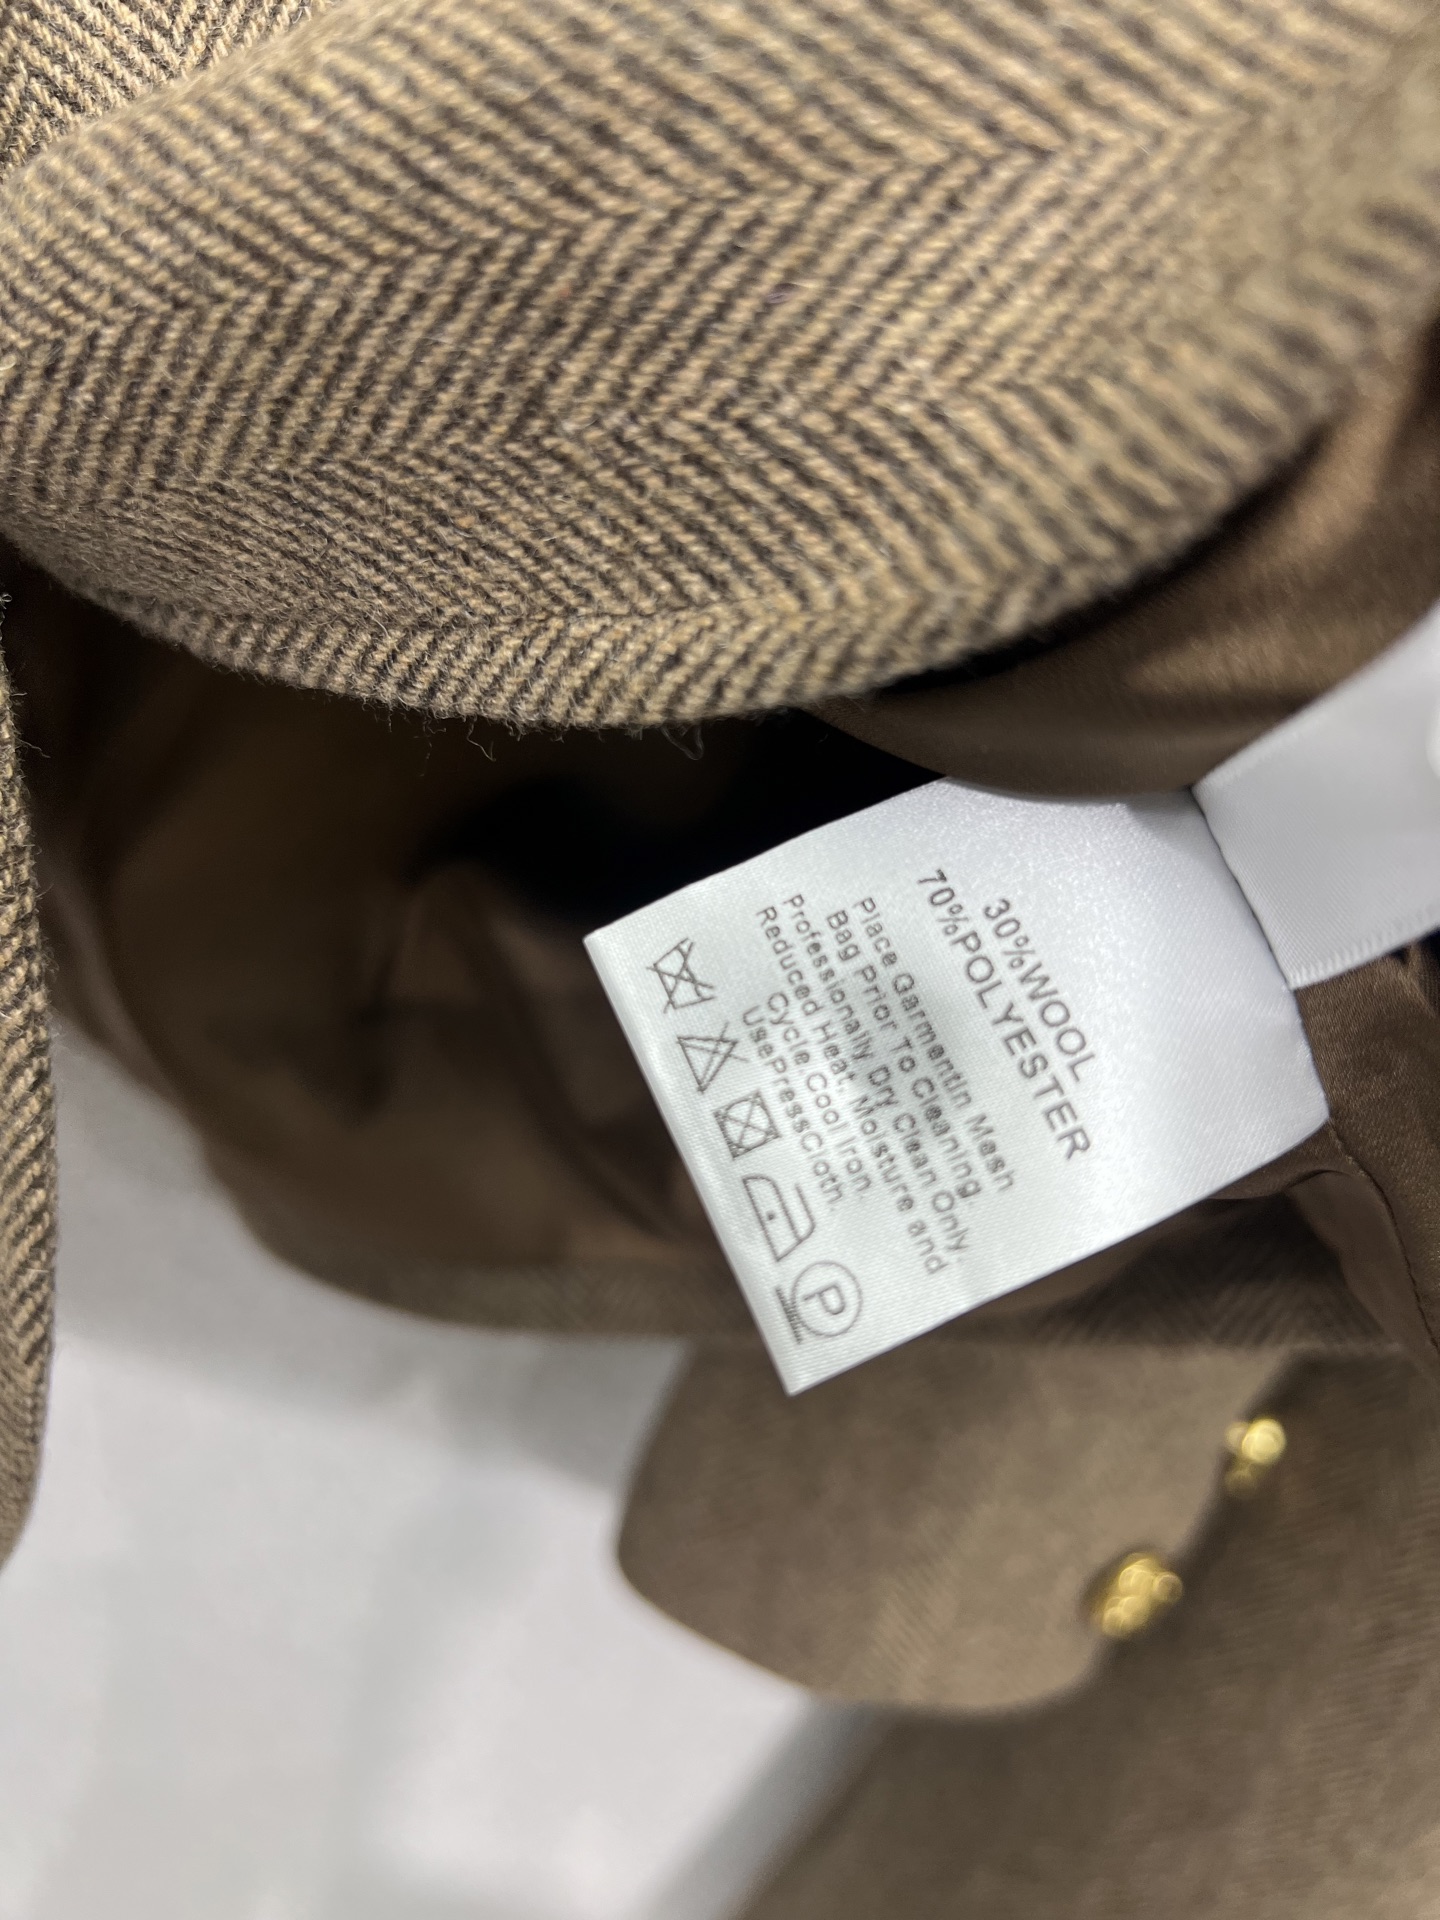 30%WOOL
70%POLYESTER
Place Garmentin Mesh
Bag Prior To Cleaning.
Professionally Dry Clean Only.
Reduced Heat, Moisture and
Cycle.Cool Iron.
UsePressCloth.
P